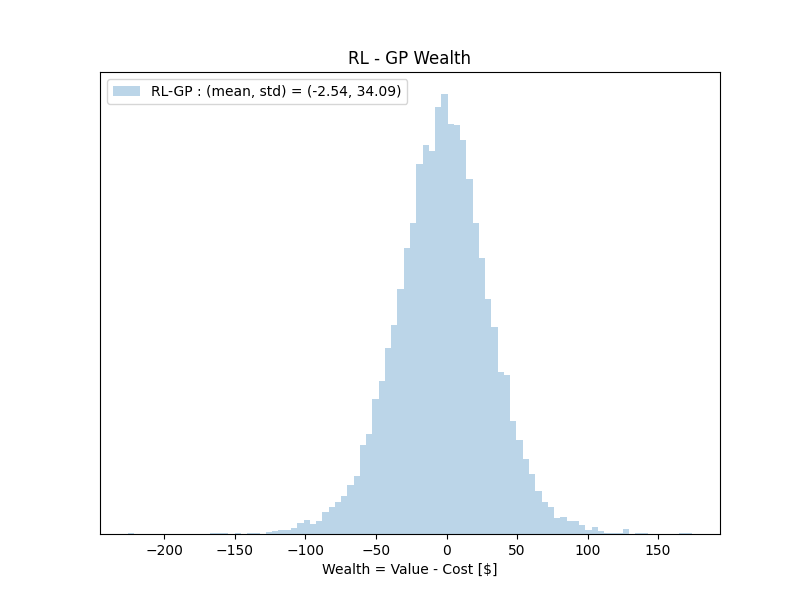 RL - GP Wealth
RL-GP : (mean, std) = (-2.54, 34.09)
−200 −150 −100 −50 0 50 100 150
Wealth = Value - Cost [$]